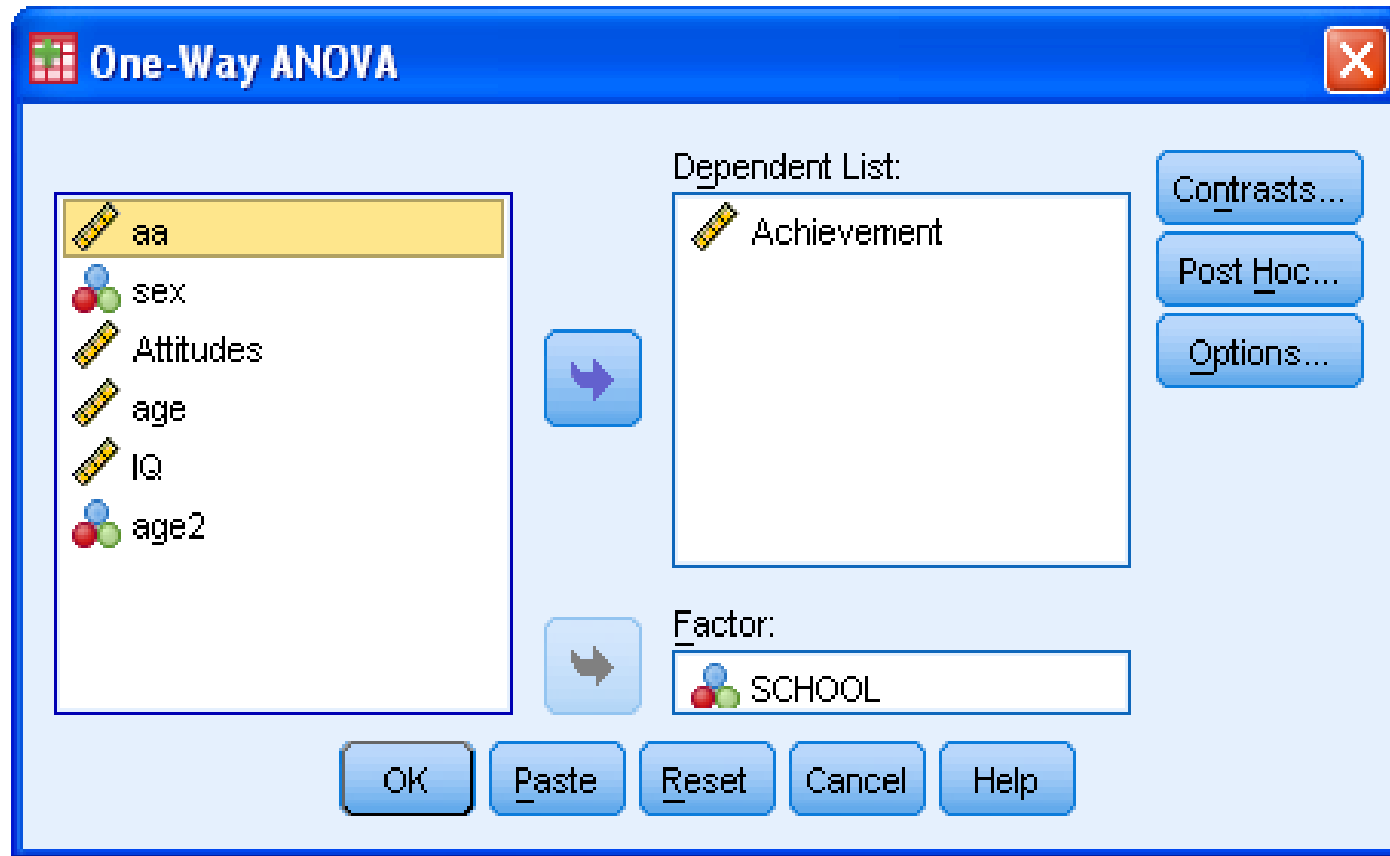 One-Way ANOVA
aa
sex
Attitudes
age
IQ
age2
Dependent List:
Achievement
Factor:
SCHOOL
Contrasts...
Post Hoc...
Options...
OK
Paste
Reset
Cancel
Help